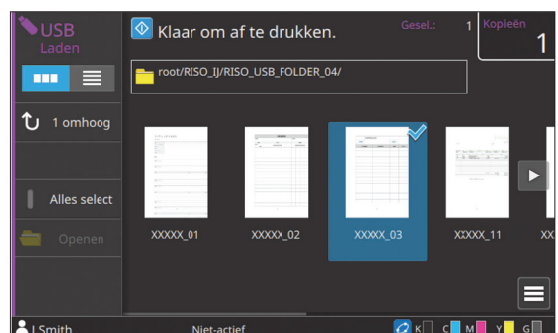 USB
Laden
Klaar om af te drukken.
Gesel.: 1
Kopieën
1
root/RISO_IJ/RISO_USB_FOLDER_04/
1 omhoog
Alles select
Openen
XXXXX_01
XXXXX_02
XXXXX_03
XXXXX_11
XX
J.Smith
Niet-actief
K
C
M
Y
G